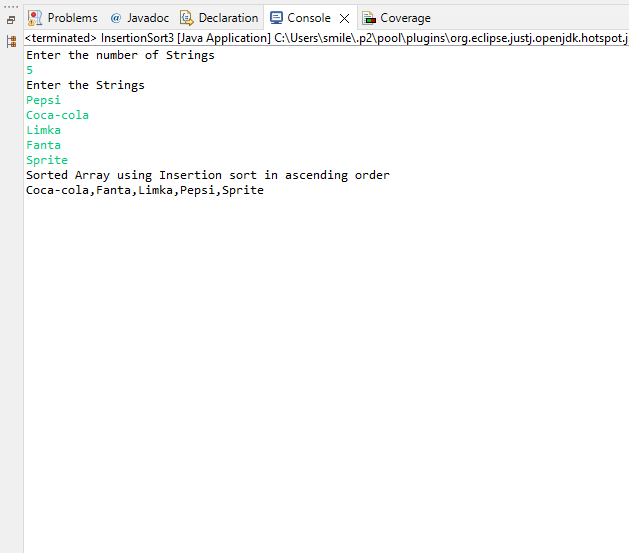 Problems @ Javadoc Declaration Console Coverage
<terminated> InsertionSort3 [Java Application] C:\Users\smile\.p2\pool\plugins\org.eclipse.justj.openjdk.hotspot.j
Enter the number of Strings
5
Enter the Strings
Pepsi
Coca-cola
Limka
Fanta
Sprite
Sorted Array using Insertion sort in ascending order
Coca-cola,Fanta,Limka,Pepsi,Sprite